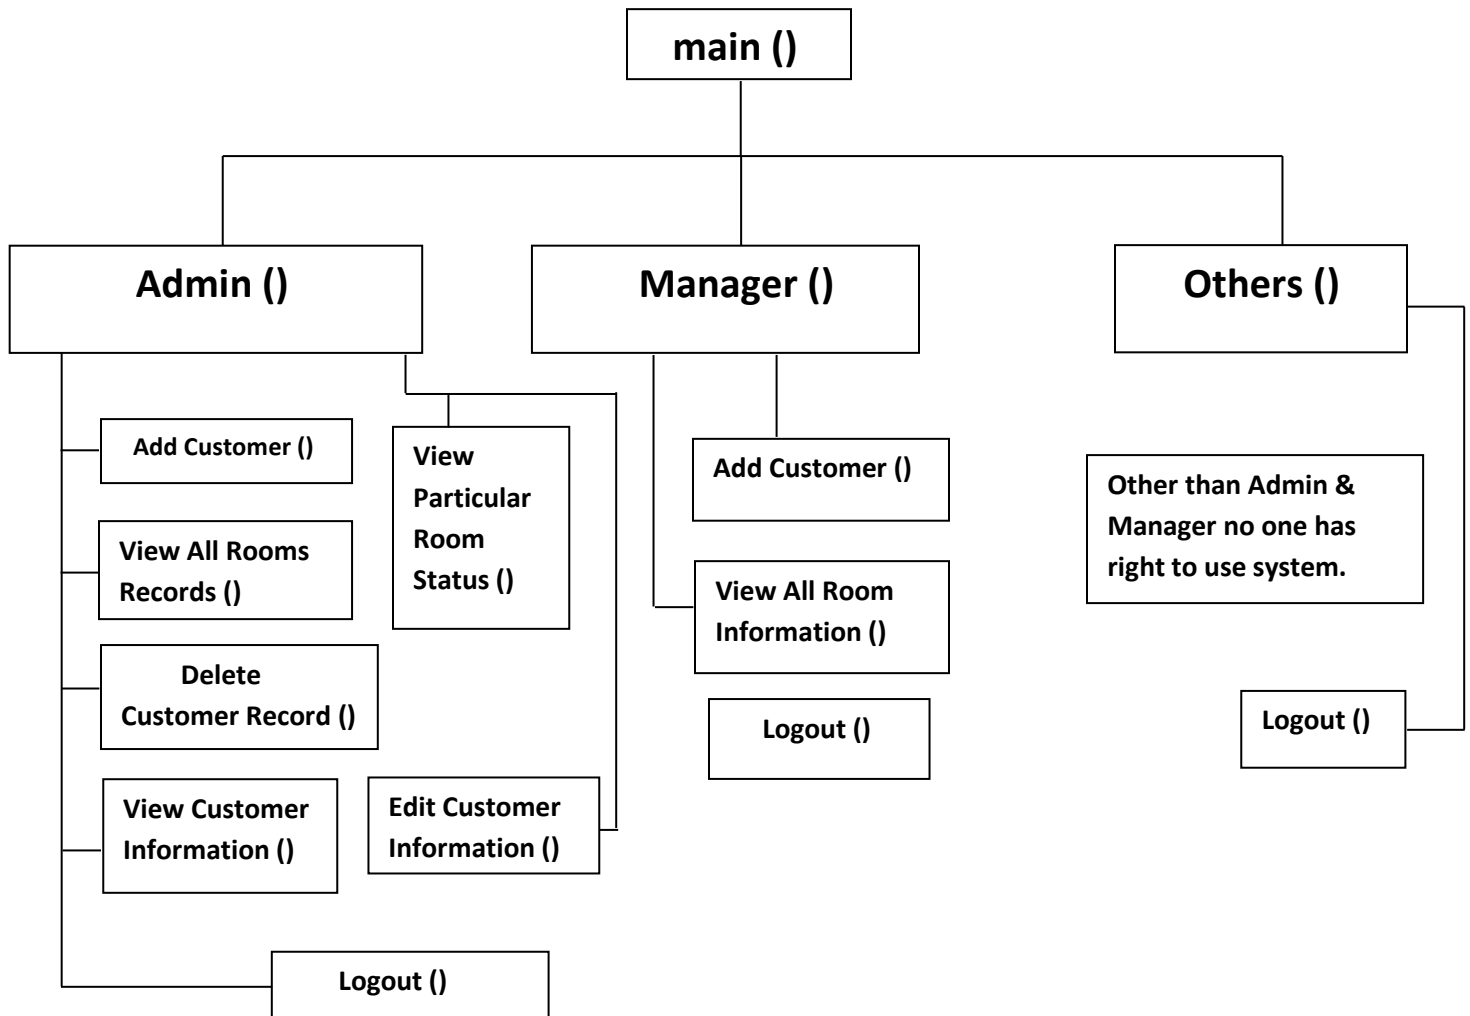 main ()
Admin ()
Manager ()
Others ()
Add Customer ()
View All Rooms
Records ()
Delete
Customer Record ()
View Customer
Information ()
Logout ()
View
Particular
Room
Status ()
Edit Customer
Information ()
Add Customer ()
View All Room
Information ()
Logout ()
Other than Admin &
Manager no one has
right to use system.
Logout ()